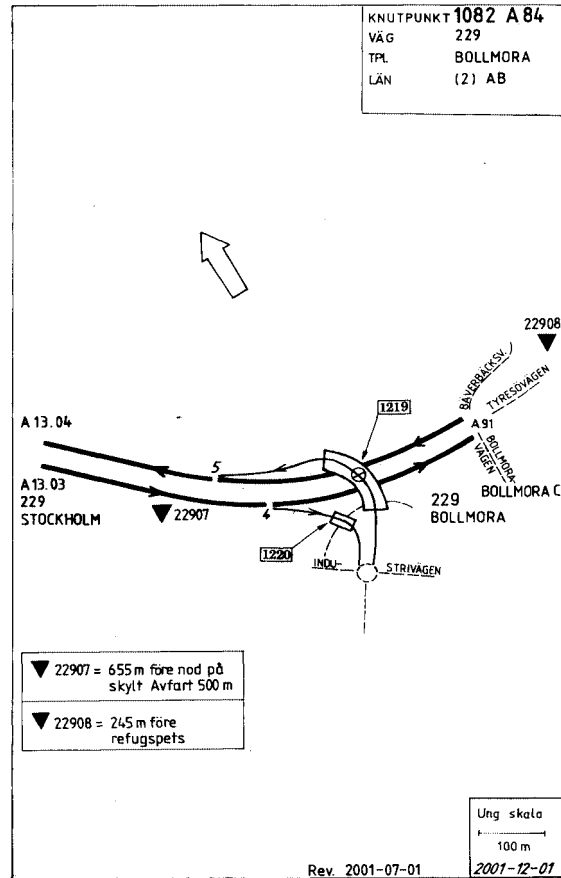 KNUTPUNKT 1082 A 84
VÄG 229
TPL BOLLMORA
LÄN (2) AB
22908
BÄVERBÄCKSV.
TYRESÖVÄGEN
1219
A 13.04
A 91
BOLLMORA-
VÄGEN
5
A 13.03
229
STOCKHOLM
BOLLMORA C
22907
4
229
BOLLMORA
1220
INDU- STRIVÄGEN
22907 = 655 m före nod på
skylt Avfart 500 m
22908 = 245 m före
refugspets
Ung skala
100 m
Rev. 2001-07-01
2001-12-01